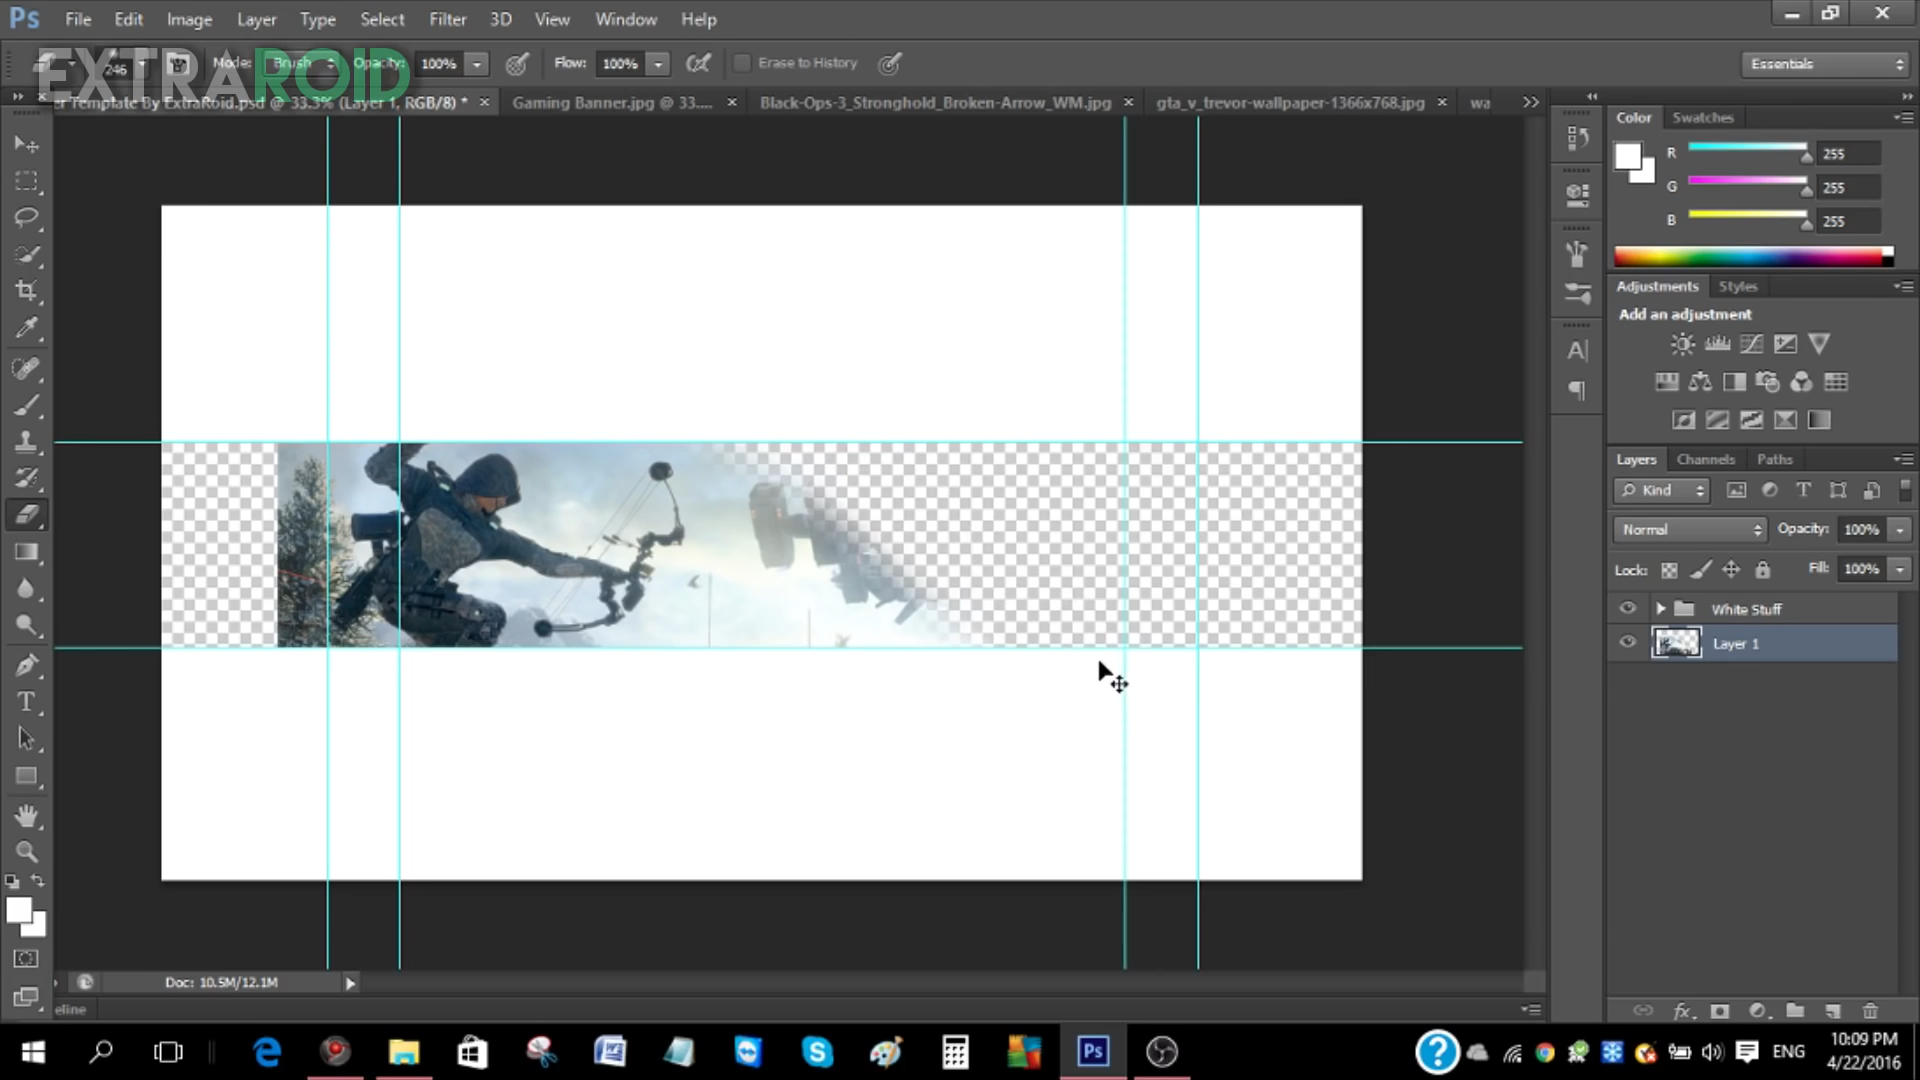 Ps File Edit Image Layer Type Select Filter 3D View Window Help
EXTRAROID
246 Mode: Brush Opacity: 100% Flow: 100% Erase to History Essentials
er Template By ExtraRoid.psd @ 33.3% (Layer 1, RGB/8) * Gaming Banner.jpg @ 33.... Black-Ops-3_Stronghold_Broken-Arrow_WM.jpg gta_v_trevor-wallpaper-1366x768.jpg wa
Color Swatches
R 255
G 255
B 255
Adjustments Styles
Add an adjustment
Layers Channels Paths
Kind
Normal Opacity: 100%
Lock: Fill: 100%
White Stuff
Layer 1
Doc: 10.5M/12.1M
eline
Ps ENG 10:09 PM
4/22/2016